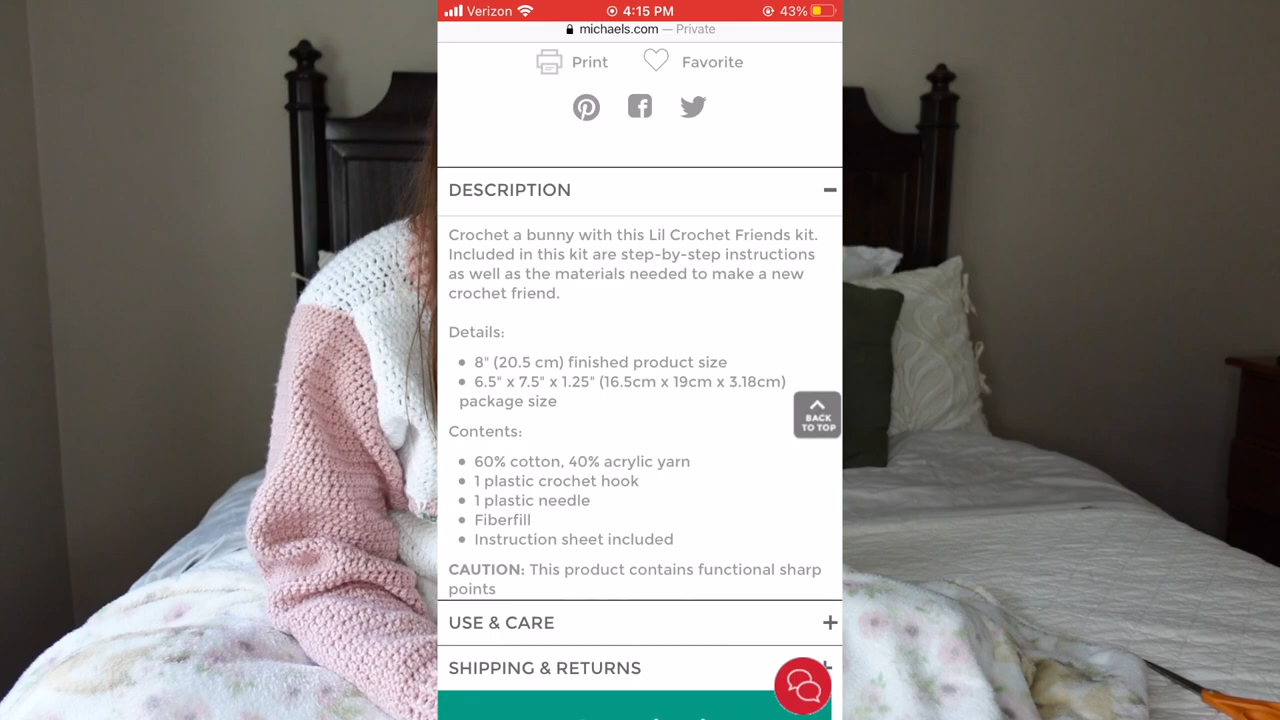 Verizon 4:15 PM 43%
michaels.com — Private
Print Favorite
DESCRIPTION
Crochet a bunny with this Lil Crochet Friends kit.
Included in this kit are step-by-step instructions
as well as the materials needed to make a new
crochet friend.
Details:
8" (20.5 cm) finished product size
6.5" x 7.5" x 1.25" (16.5cm x 19cm x 3.18cm)
package size
BACK
TO TOP
Contents:
60% cotton, 40% acrylic yarn
1 plastic crochet hook
1 plastic needle
Fiberfill
Instruction sheet included
CAUTION: This product contains functional sharp
points
USE & CARE
SHIPPING & RETURNS